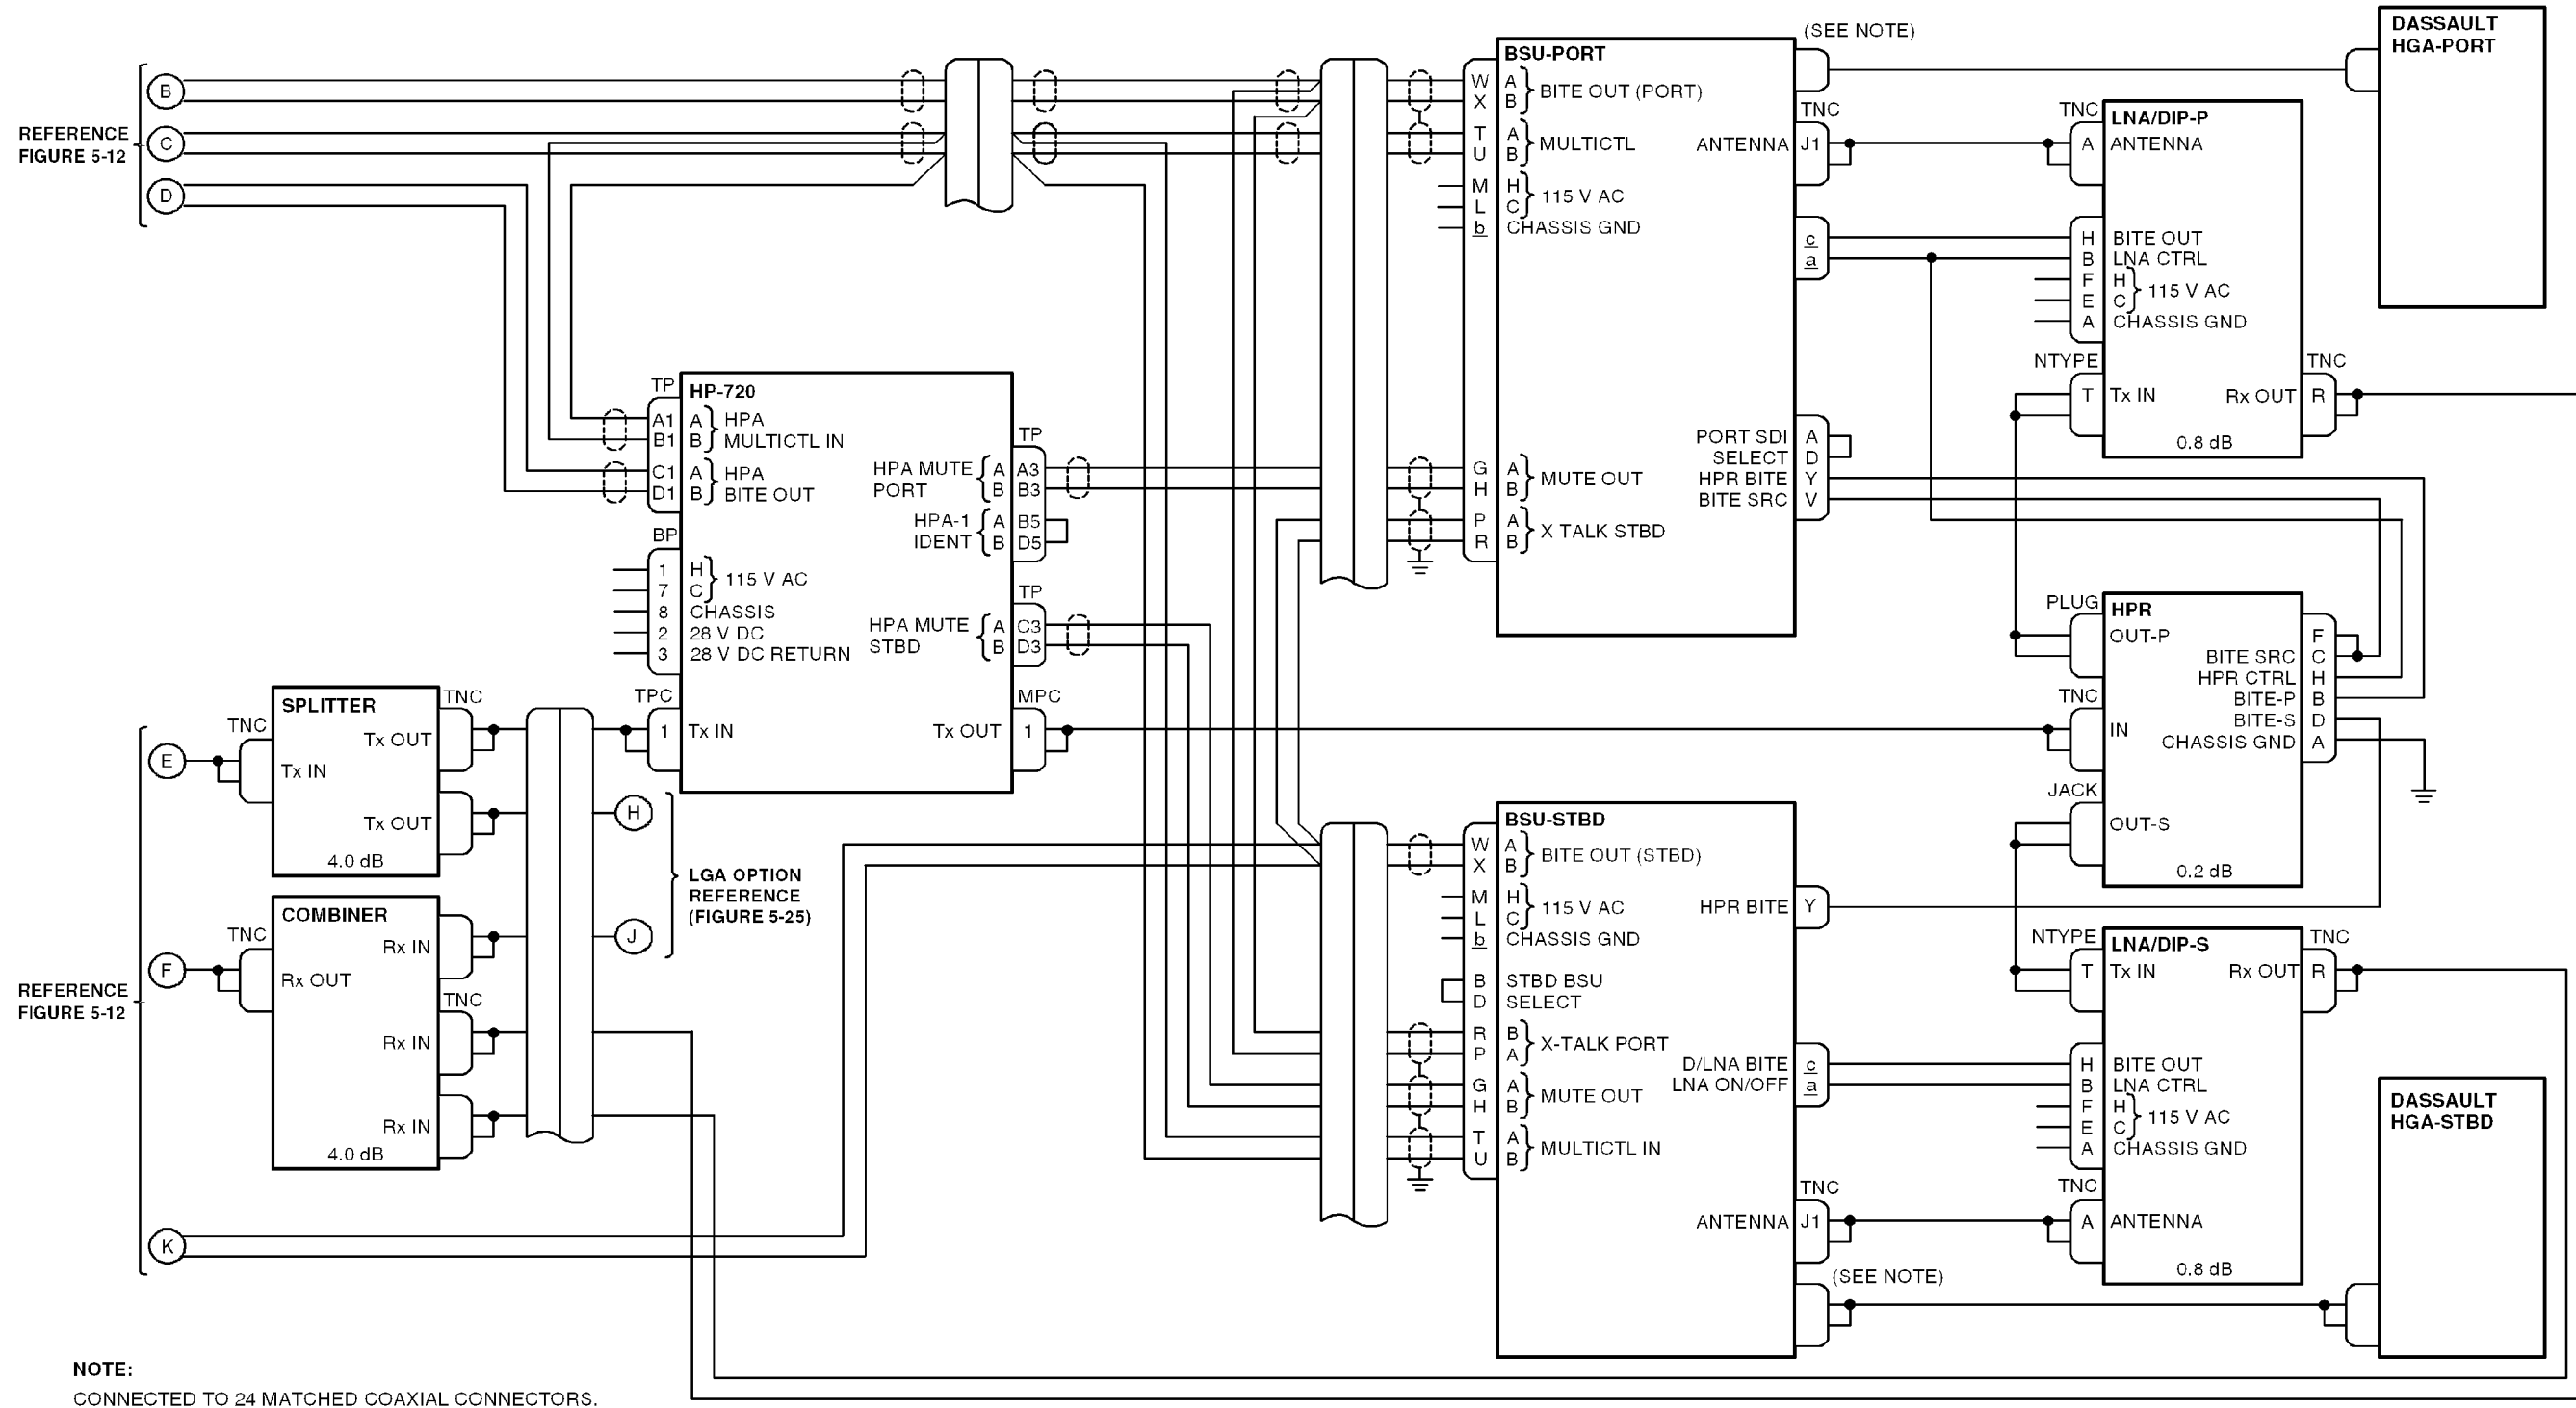 REFERENCE
FIGURE 5-12
B
C
D
(SEE NOTE)
DASSAULT
HGA-PORT
BSU-PORT
W A
X B
BITE OUT (PORT)
T A
U B
MULTICTL
M H
L C
115 V AC
b CHASSIS GND
G A
H B
MUTE OUT
P A
R B
X TALK STBD
TNC
ANTENNA J1
c
a
PORT SDI A
SELECT D
HPR BITE Y
BITE SRC V
TNC
LNA/DIP-P
A ANTENNA
H BITE OUT
B LNA CTRL
F H
E C
115 V AC
A CHASSIS GND
NTYPE
T Tx IN
TNC
Rx OUT R
0.8 dB
TP
HP-720
A1 A
B1 B
HPA
MULTICTL IN
C1 A
D1 B
HPA
BITE OUT
BP
1 H
7 C
115 V AC
8 CHASSIS
2 28 V DC
3 28 V DC RETURN
TPC
1 Tx IN
TP
HPA MUTE
PORT
A A3
B B3
HPA-1
IDENT
A B5
B D5
TP
HPA MUTE
STBD
A C3
B D3
MPC
Tx OUT 1
PLUG
HPR
OUT-P
TNC
IN
JACK
OUT-S
F
BITE SRC C
HPR CTRL H
BITE-P B
BITE-S D
CHASSIS GND A
0.2 dB
REFERENCE
FIGURE 5-12
E
F
K
SPLITTER
TNC
Tx IN
TNC
Tx OUT
Tx OUT
4.0 dB
COMBINER
TNC
Rx OUT
Rx IN
TNC
Rx IN
Rx IN
4.0 dB
H
J
LGA OPTION
REFERENCE
(FIGURE 5-25)
BSU-STBD
W A
X B
BITE OUT (STBD)
M H
L C
115 V AC
b CHASSIS GND
B STBD BSU
D SELECT
R B
P A
X-TALK PORT
G A
H B
MUTE OUT
T A
U B
MULTICTL IN
HPR BITE Y
D/LNA BITE c
LNA ON/OFF a
TNC
ANTENNA J1
(SEE NOTE)
NTYPE
LNA/DIP-S
T Tx IN
TNC
Rx OUT R
H BITE OUT
B LNA CTRL
F H
E C
115 V AC
A CHASSIS GND
TNC
A ANTENNA
0.8 dB
DASSAULT
HGA-STBD
NOTE:
CONNECTED TO 24 MATCHED COAXIAL CONNECTORS.